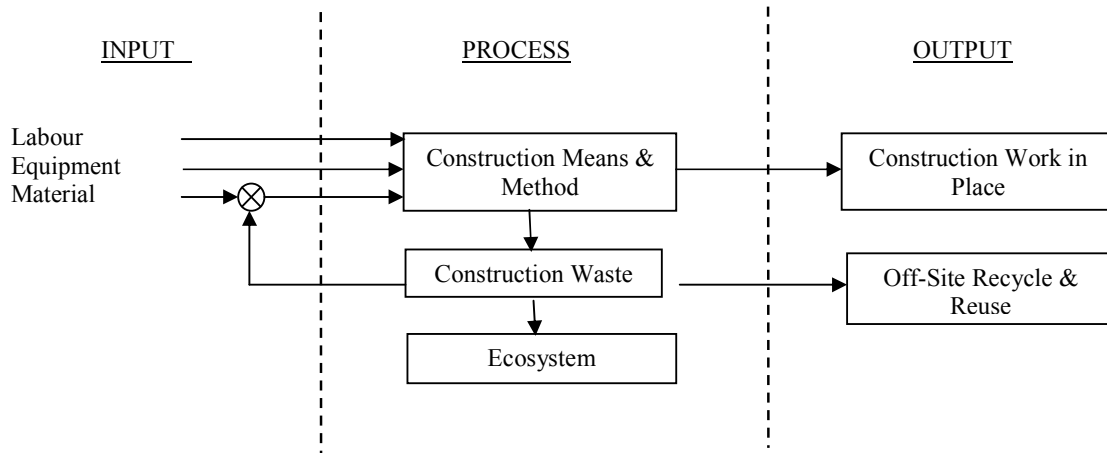 INPUT
PROCESS
OUTPUT
Labour
Equipment
Material
Construction Means &
Method
Construction Work in
Place
Construction Waste
Off-Site Recycle &
Reuse
Ecosystem